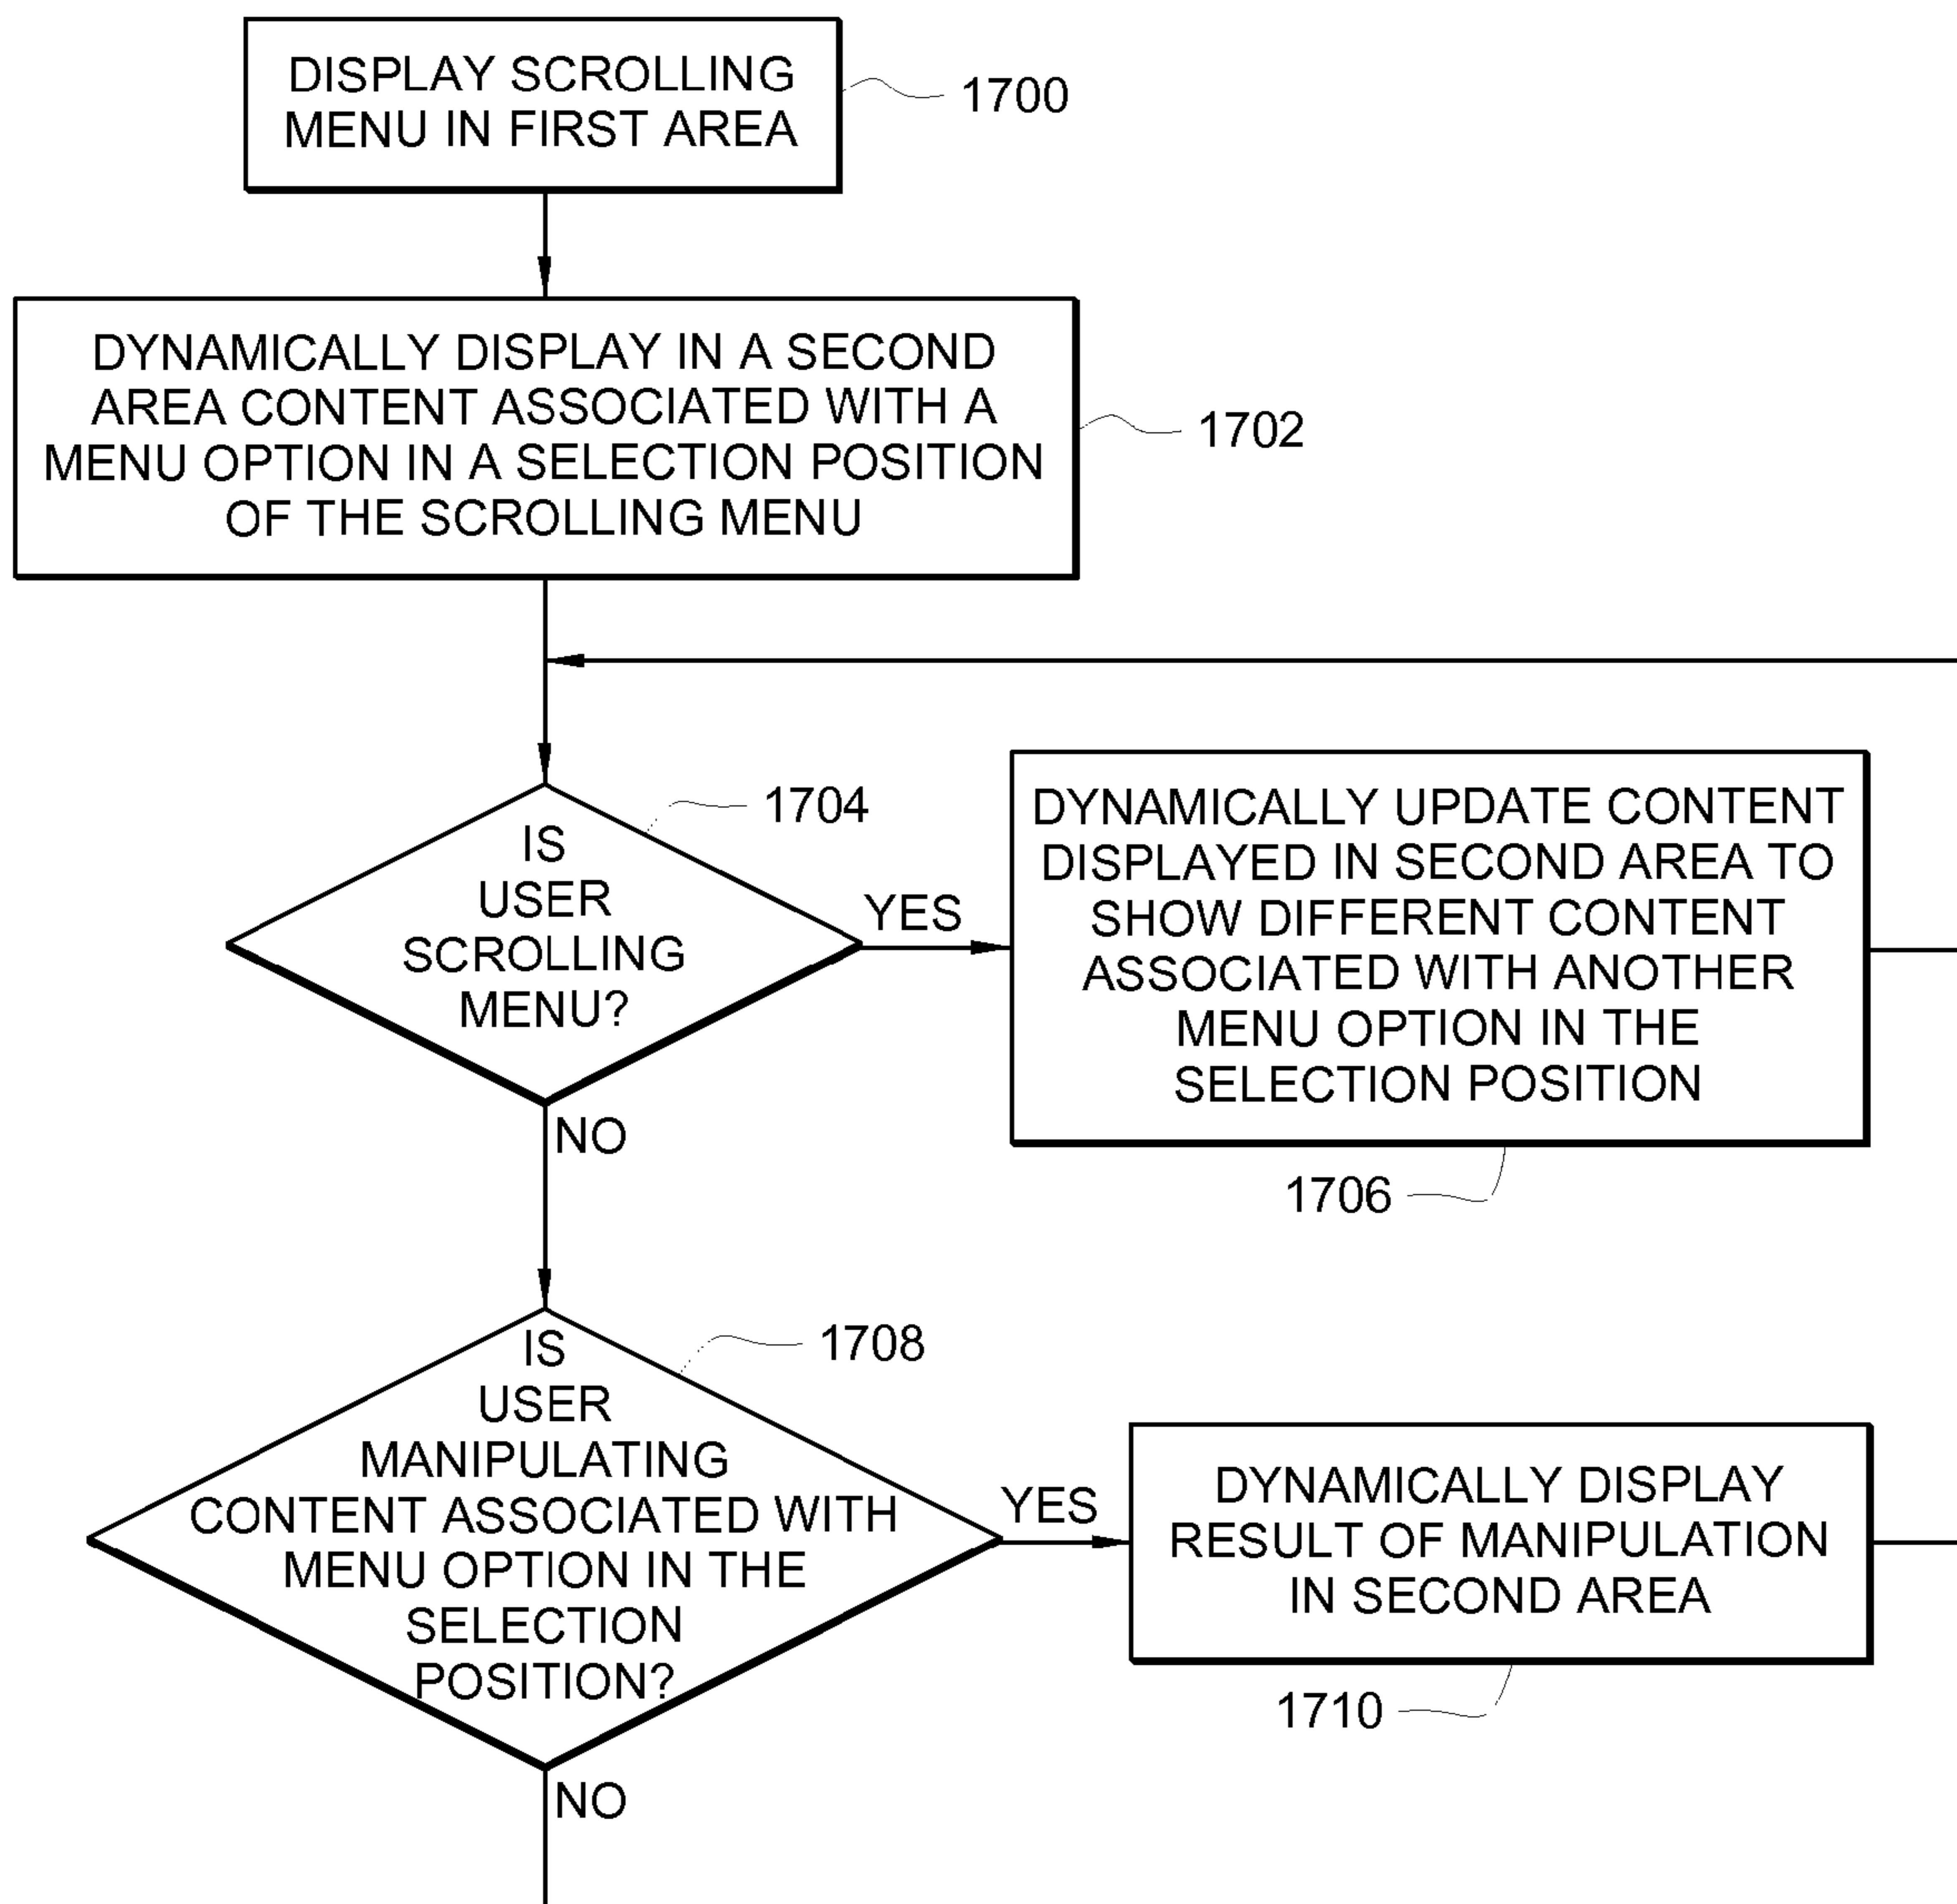 DISPLAY SCROLLING
MENU IN FIRST AREA
1700
DYNAMICALLY DISPLAY IN A SECOND
AREA CONTENT ASSOCIATED WITH A
MENU OPTION IN A SELECTION POSITION
OF THE SCROLLING MENU
1702
IS
USER
SCROLLING
MENU?
1704
YES
DYNAMICALLY UPDATE CONTENT
DISPLAYED IN SECOND AREA TO
SHOW DIFFERENT CONTENT
ASSOCIATED WITH ANOTHER
MENU OPTION IN THE
SELECTION POSITION
1706
NO
IS
USER
MANIPULATING
CONTENT ASSOCIATED WITH
MENU OPTION IN THE
SELECTION
POSITION?
1708
YES
DYNAMICALLY DISPLAY
RESULT OF MANIPULATION
IN SECOND AREA
1710
NO